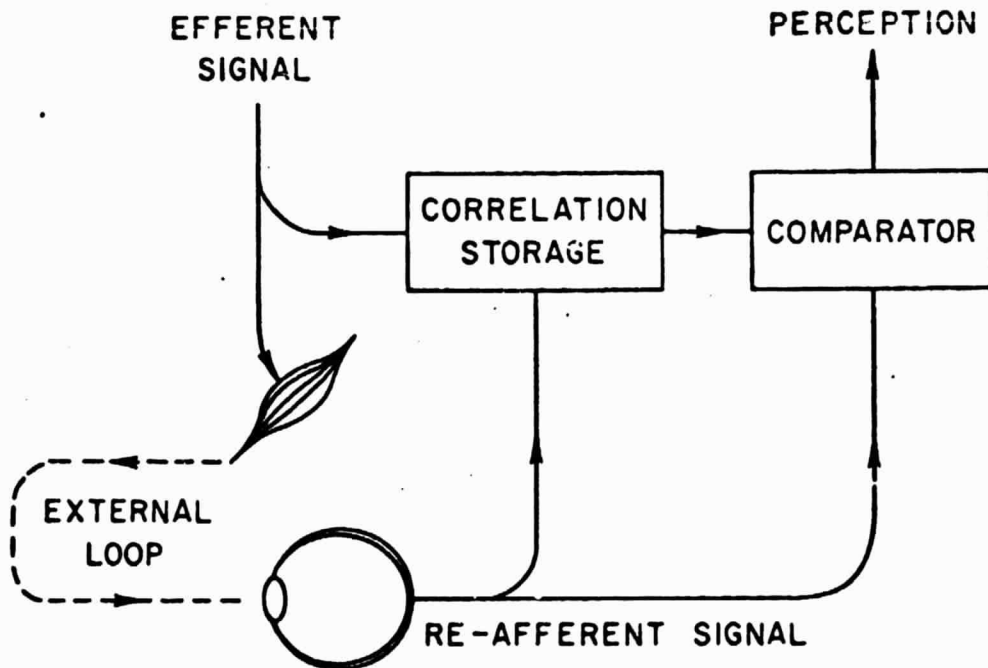 EFFERENT
SIGNAL
PERCEPTION
CORRELATION
STORAGE
COMPARATOR
EXTERNAL
LOOP
RE-AFFERENT SIGNAL